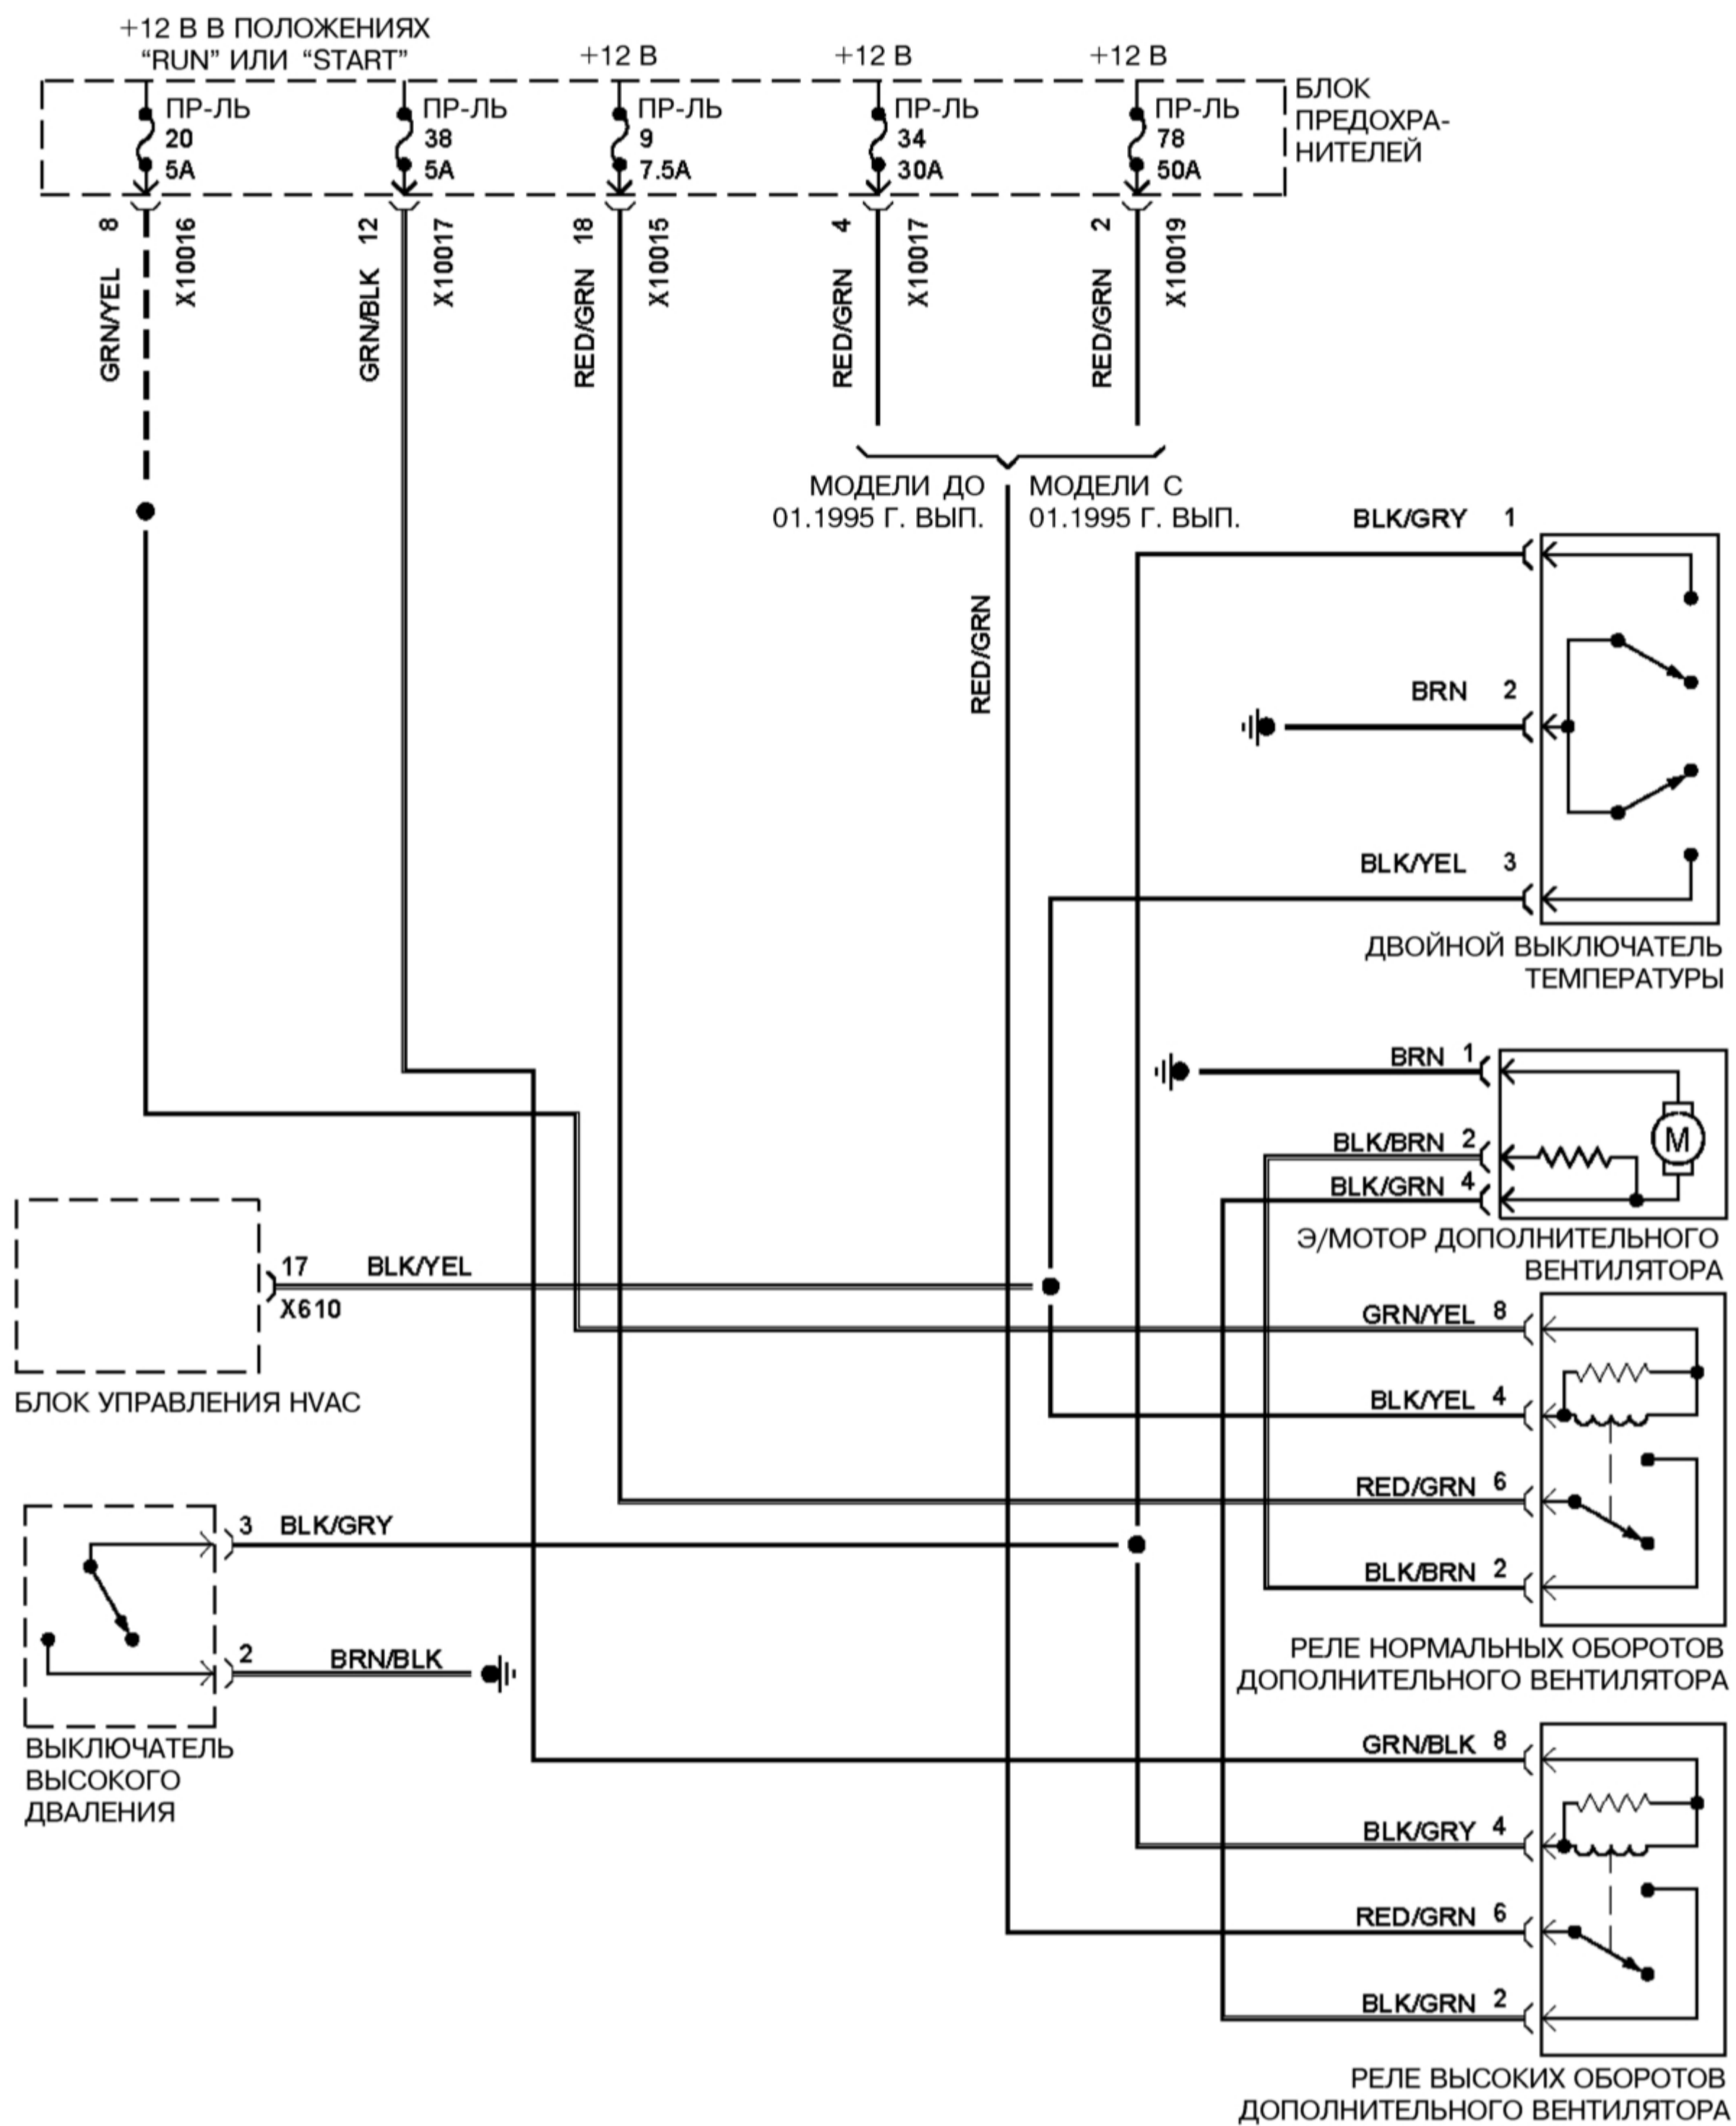 +12 В В ПОЛОЖЕНИЯХ
“RUN” ИЛИ “START”
+12 В
+12 В
+12 В
БЛОК
ПРЕДОХРА-
НИТЕЛЕЙ
ПР-ЛЬ
20
5A
ПР-ЛЬ
38
5A
ПР-ЛЬ
9
7.5A
ПР-ЛЬ
34
30A
ПР-ЛЬ
78
50A
8
X10016
GRN/YEL
12
X10017
GRN/BLK
18
X10015
RED/GRN
4
X10017
RED/GRN
2
X10019
RED/GRN
МОДЕЛИ ДО
01.1995 Г. ВЫП.
МОДЕЛИ С
01.1995 Г. ВЫП.
RED/GRN
BLK/GRY 1
BRN 2
BLK/YEL 3
ДВОЙНОЙ ВЫКЛЮЧАТЕЛЬ
ТЕМПЕРАТУРЫ
BRN 1
BLK/BRN 2
BLK/GRN 4
M
Э/МОТОР ДОПОЛНИТЕЛЬНОГО
ВЕНТИЛЯТОРА
17 BLK/YEL
X610
БЛОК УПРАВЛЕНИЯ HVAC
GRN/YEL 8
BLK/YEL 4
RED/GRN 6
BLK/BRN 2
РЕЛЕ НОРМАЛЬНЫХ ОБОРОТОВ
ДОПОЛНИТЕЛЬНОГО ВЕНТИЛЯТОРА
3 BLK/GRY
2 BRN/BLK
ВЫКЛЮЧАТЕЛЬ
ВЫСОКОГО
ДВАЛЕНИЯ
GRN/BLK 8
BLK/GRY 4
RED/GRN 6
BLK/GRN 2
РЕЛЕ ВЫСОКИХ ОБОРОТОВ
ДОПОЛНИТЕЛЬНОГО ВЕНТИЛЯТОРА